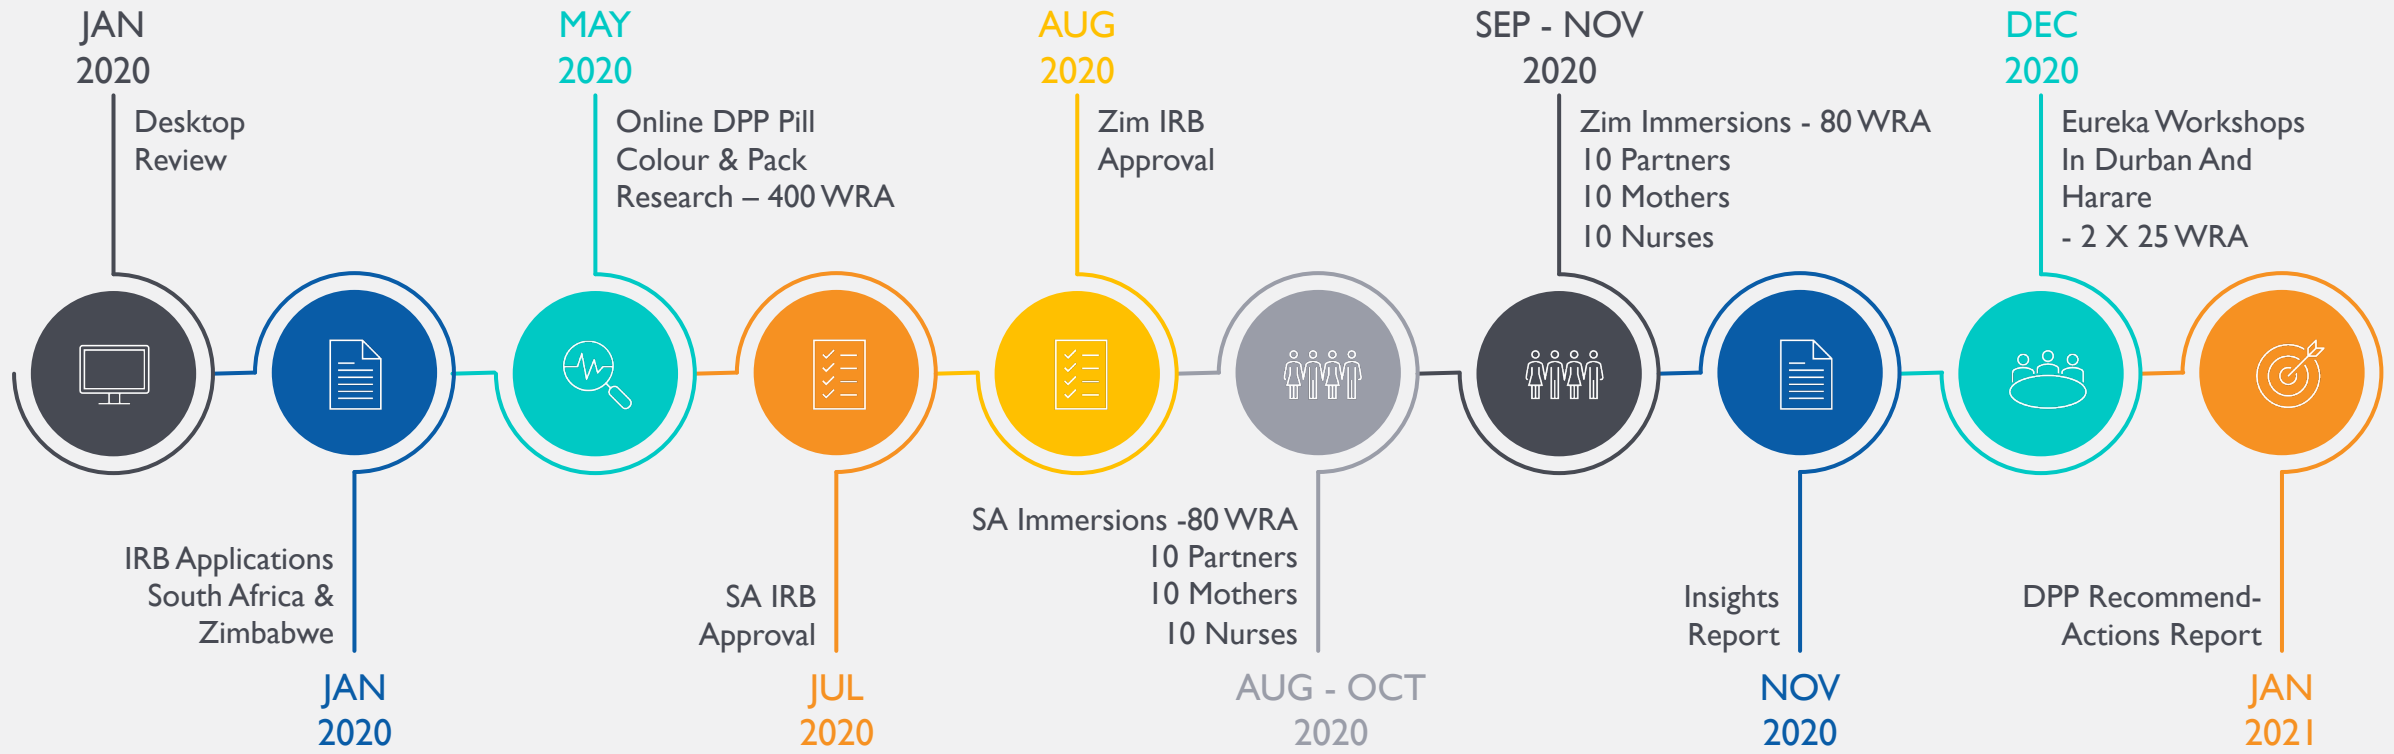 JAN
2020
Desktop
Review
IRB Applications
South Africa &
Zimbabwe
JAN
2020
MAY
2020
Online DPP Pill
Colour & Pack
Research – 400 WRA
SA IRB
Approval
JUL
2020
AUG
2020
Zim IRB
Approval
SA Immersions -80 WRA
10 Partners
10 Mothers
10 Nurses
AUG - OCT
2020
SEP - NOV
2020
Zim Immersions - 80 WRA
10 Partners
10 Mothers
10 Nurses
Insights
Report
NOV
2020
DEC
2020
Eureka Workshops
In Durban And
Harare
- 2 X 25 WRA
DPP Recommend-
Actions Report
JAN
2021